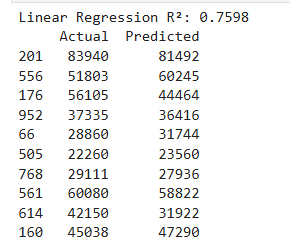 Linear Regression R²: 0.7598
Actual Predicted
201 83940 81492
556 51803 60245
176 56105 44464
952 37335 36416
66 28860 31744
505 22260 23560
768 29111 27936
561 60080 58822
614 42150 31922
160 45038 47290